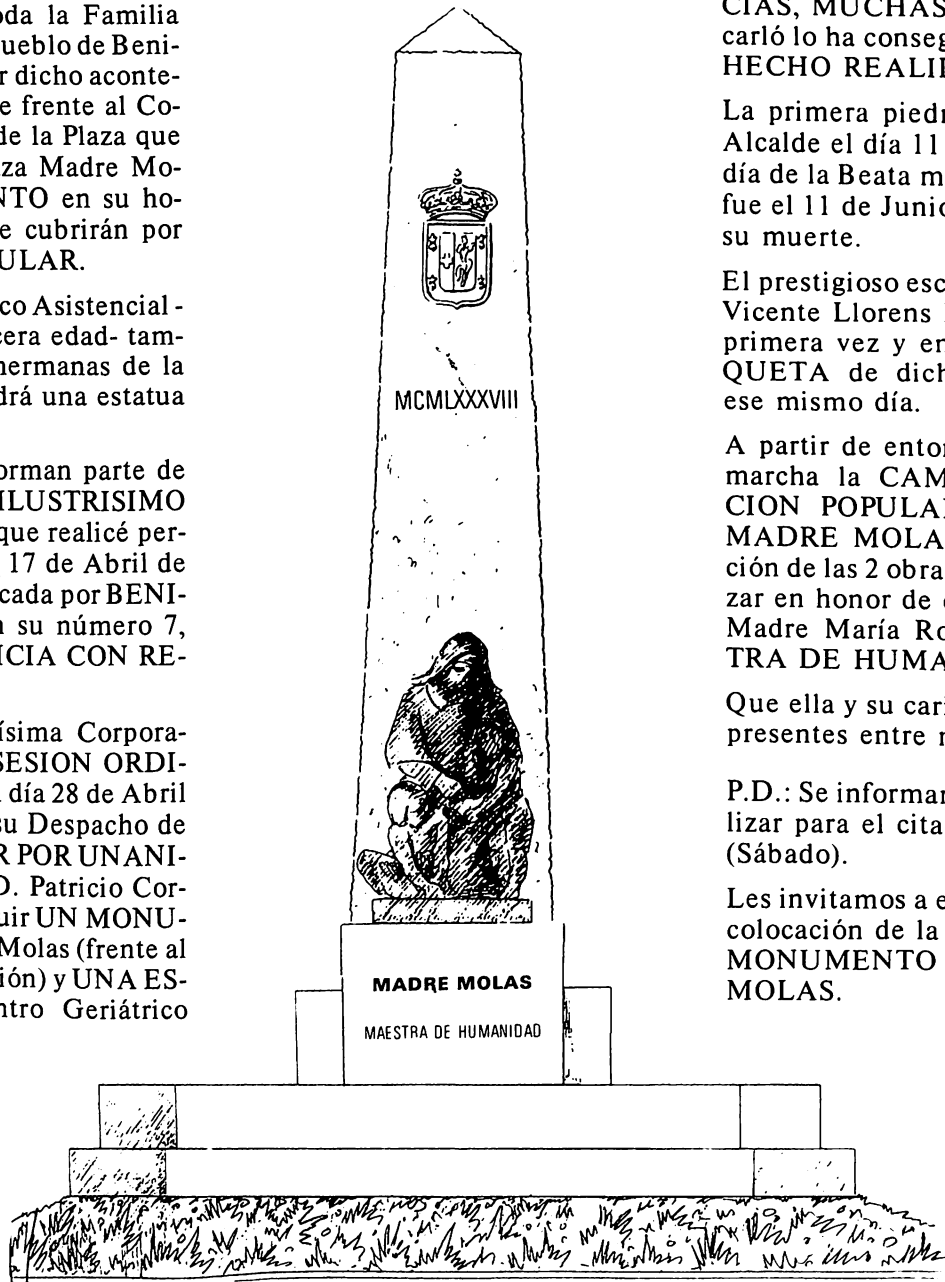 oda la Familia
ueblo de Beni-
r dicho aconte-
e frente al Co-
de la Plaza que
za Madre Mo-
NTO en su ho-
e cubrirán por
ULAR.
co Asistencial -
cera edad- tam-
hermanas de la
drá una estatua
orman parte de
ILUSTRISIMO
que realicé per-
17 de Abril de
cada por BENI-
n su número 7,
ICIA CON RE-
ísima Corpora-
SESION ORDI-
día 28 de Abril
su Despacho de
R POR UNANI-
D. Patricio Cor-
uir UN MONU-
Molas (frente al
ión) y UNA ES-
ntro Geriátrico
MCMLXXXVIII
MADRE MOLAS
MAESTRA DE HUMANIDAD
CIAS, MUCHAS
carló lo ha conseg
HECHO REALI
La primera piedr
Alcalde el día 11
día de la Beata m
fue el 11 de Junio
su muerte.
El prestigioso esc
Vicente Llorens
primera vez y en
QUETA de dich
ese mismo día.
A partir de entor
marcha la CAM
CION POPULA
MADRE MOLA
ción de las 2 obra
zar en honor de
Madre María Ro
TRA DE HUMA
Que ella y su cari
presentes entre
P.D.: Se informar
lizar para el cita
(Sábado).
Les invitamos a e
colocación de la
MONUMENTO
MOLAS.